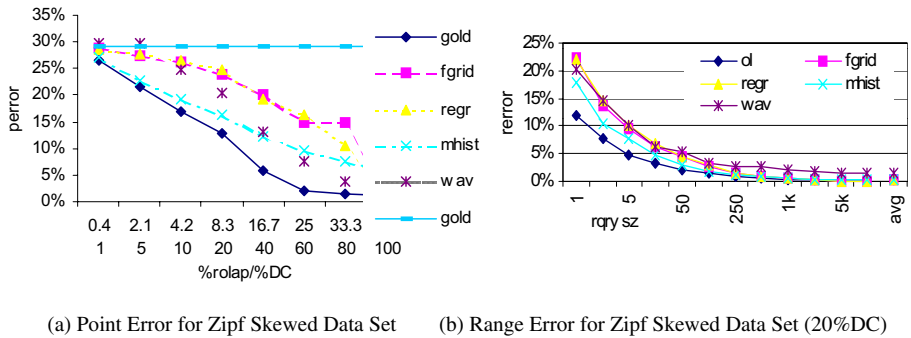 35%
30%
25%
20%
15%
10%
5%
0%
perror
0.4 2.1 4.2 8.3 16.7 25 33.3
1 5 10 20 40 60 80 100
%rolap/%DC
gold
fgrid
regr
mhist
wav
gold
25%
20%
15%
10%
5%
0%
rerror
ol fgrid
regr mhist
wav
1 5 50 250 1k 5k avg
rqry sz
(a) Point Error for Zipf Skewed Data Set (b) Range Error for Zipf Skewed Data Set (20%DC)